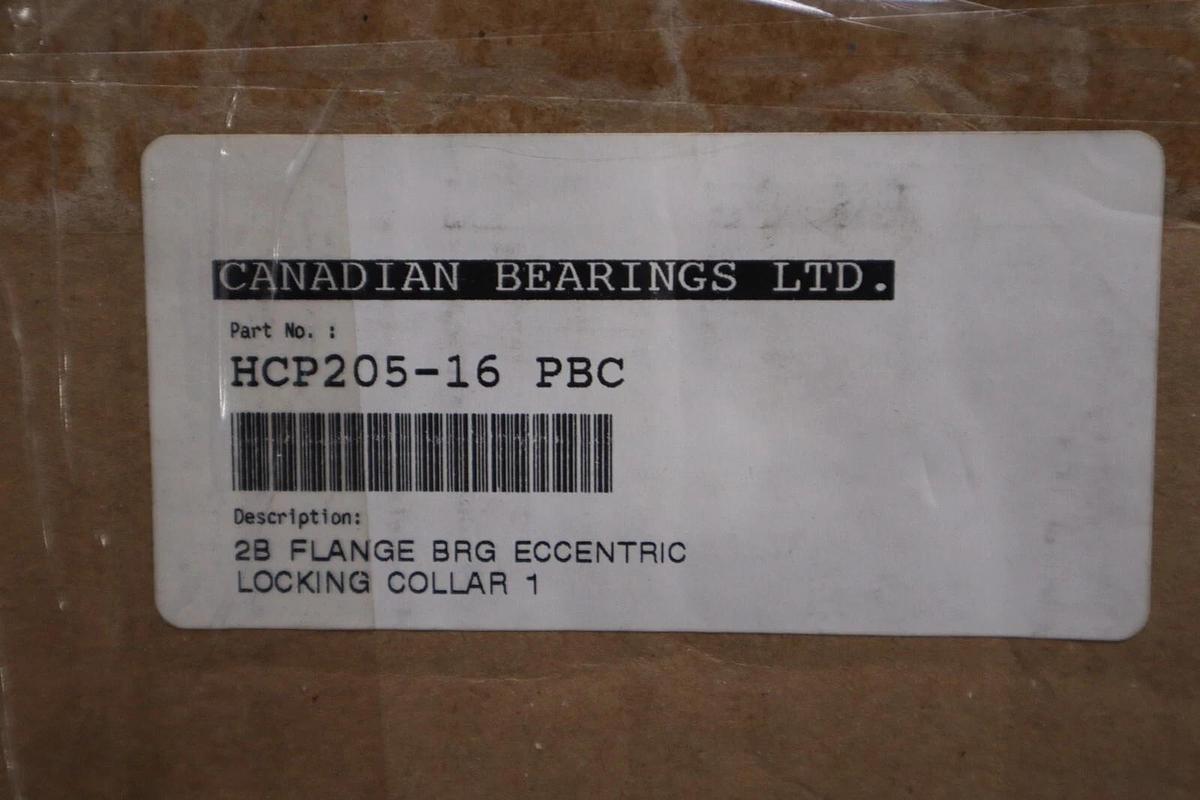 CANADIAN BEARINGS LTD.
Part No. :
HCP205-16 PBC
Description:
2B FLANGE BRG ECCENTRIC
LOCKING COLLAR 1